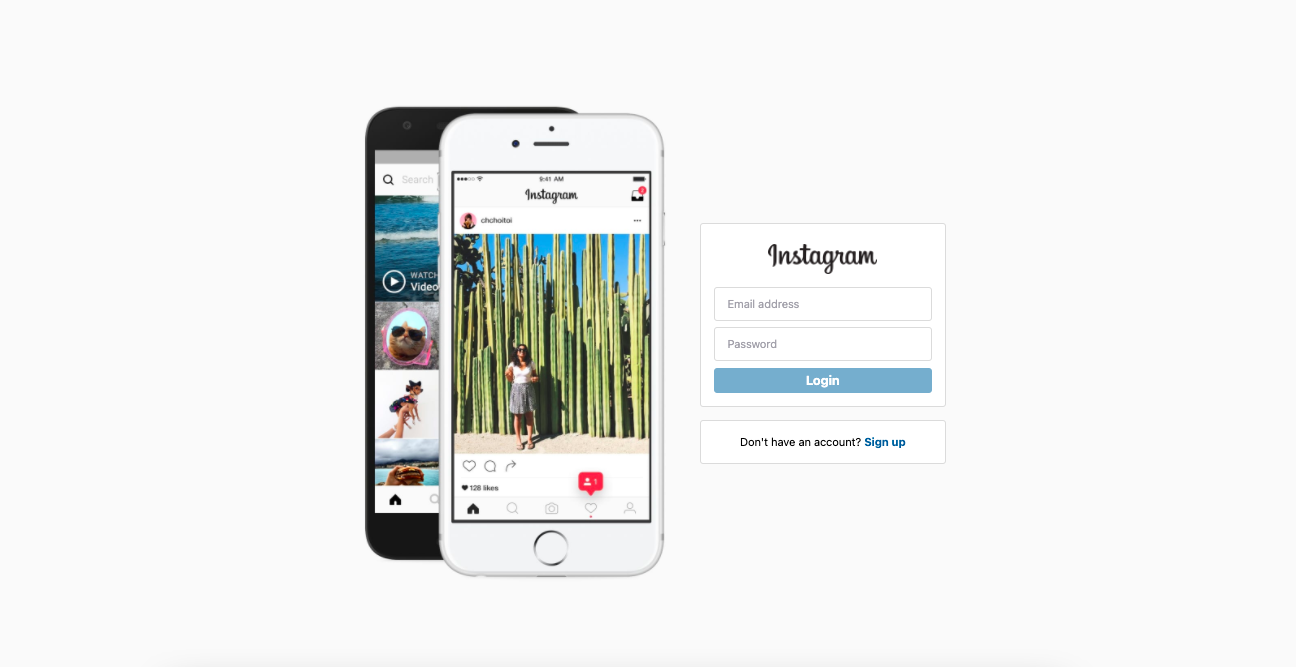 Search
WATCH
Video
9:41 AM
Instagram
chchoitoi
128 likes
1
Instagram
Email address
Password
Login
Don't have an account? Sign up